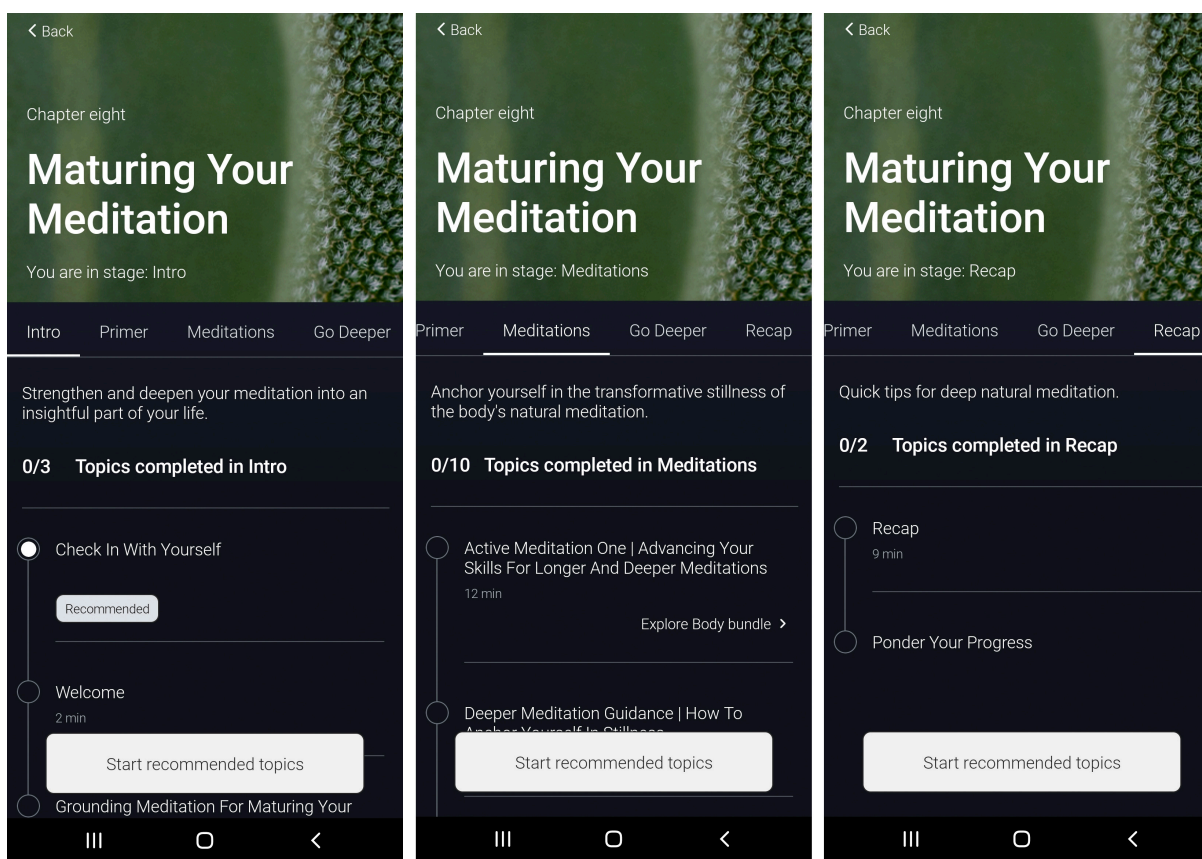 Back
Chapter eight
Maturing Your
Meditation
You are in stage: Intro
Intro Primer Meditations Go Deeper
Strengthen and deepen your meditation into an
insightful part of your life.
0/3 Topics completed in Intro
Check In With Yourself
Recommended
Welcome
2 min
Start recommended topics
Grounding Meditation For Maturing Your
Back
Chapter eight
Maturing Your
Meditation
You are in stage: Meditations
Primer Meditations Go Deeper Recap
Anchor yourself in the transformative stillness of
the body's natural meditation.
0/10 Topics completed in Meditations
Active Meditation One | Advancing Your
Skills For Longer And Deeper Meditations
12 min
Explore Body bundle
Deeper Meditation Guidance | How To
Anchor Yourself In Stillness
Start recommended topics
Back
Chapter eight
Maturing Your
Meditation
You are in stage: Recap
Primer Meditations Go Deeper Recap
Quick tips for deep natural meditation.
0/2 Topics completed in Recap
Recap
9 min
Ponder Your Progress
Start recommended topics